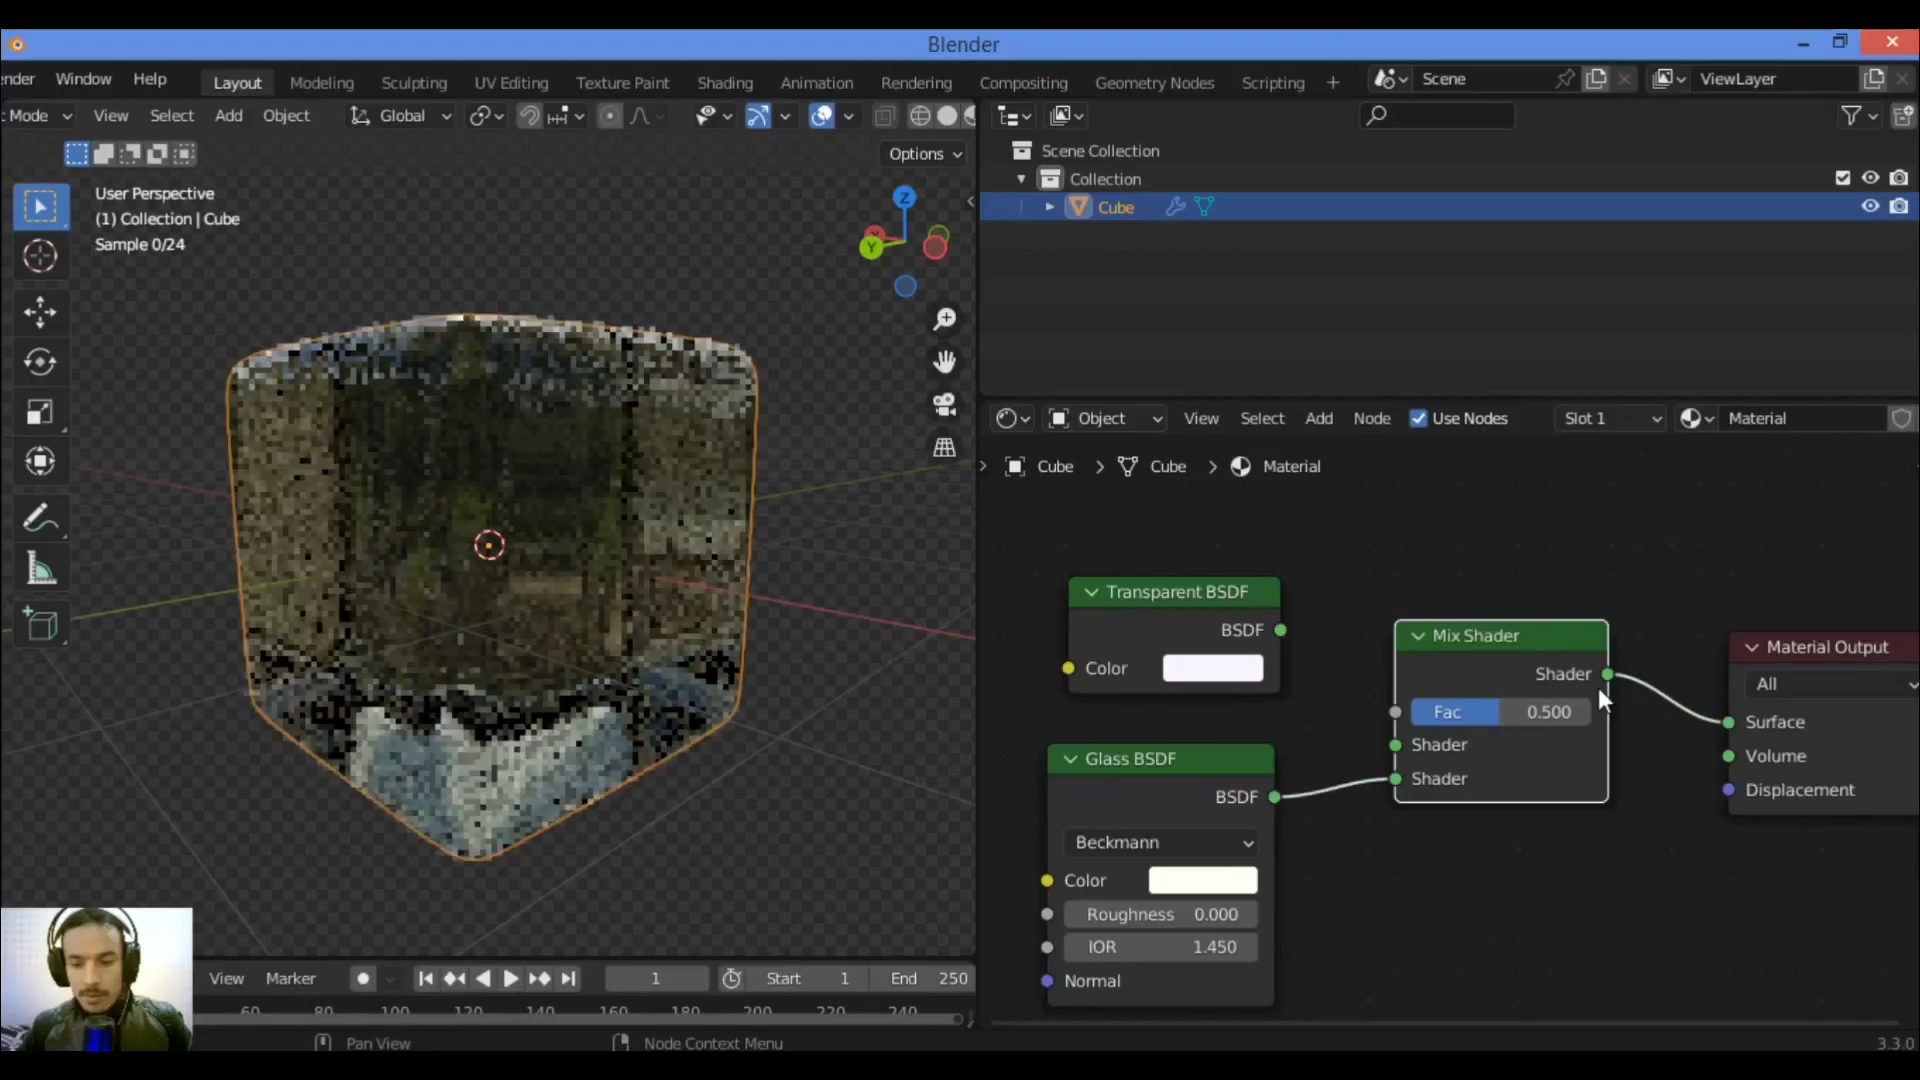 Blender
ender Window Help Layout Modeling Sculpting UV Editing Texture Paint Shading Animation Rendering Compositing Geometry Nodes Scripting + Scene ViewLayer
t Mode View Select Add Object Global
Options
User Perspective
(1) Collection | Cube
Sample 0/24
Z
X
Y
Scene Collection
Collection
Cube
Object View Select Add Node Use Nodes Slot 1 Material
Cube > Cube > Material
Transparent BSDF
BSDF
Color
Glass BSDF
BSDF
Beckmann
Color
Roughness 0.000
IOR 1.450
Normal
Mix Shader
Shader
Fac 0.500
Shader
Shader
Material Output
All
Surface
Volume
Displacement
View Marker 1 Start 1 End 250
60 80 100 120 140 160 180 200 220 240
Pan View Node Context Menu 3.3.0